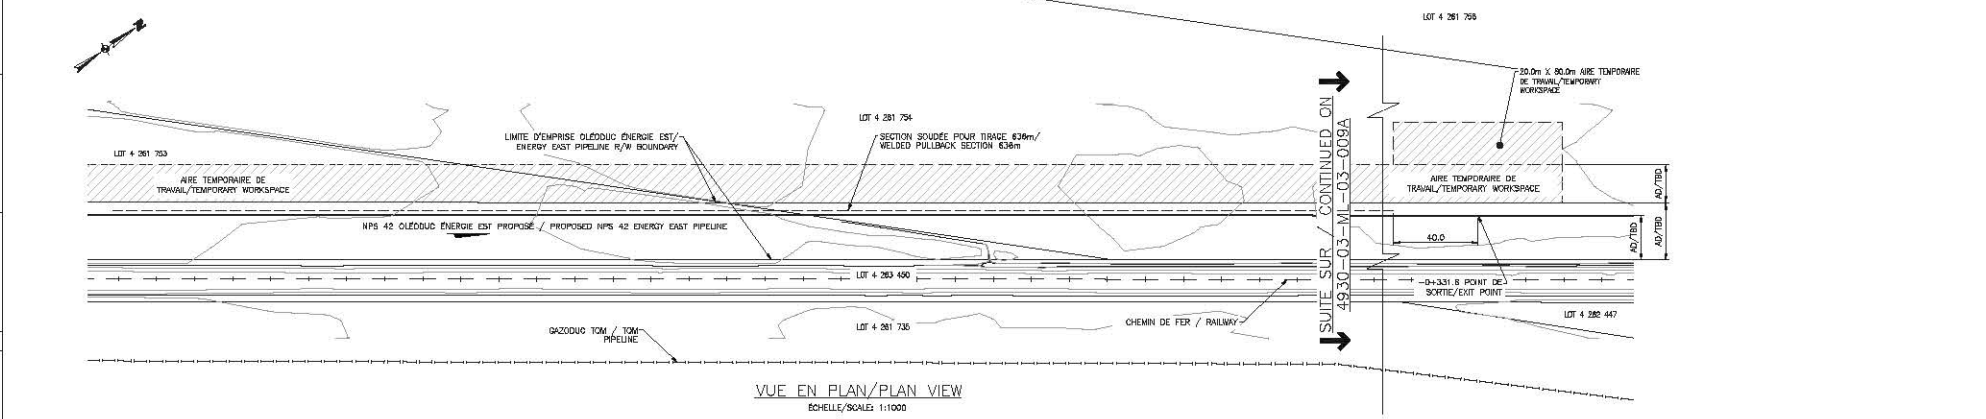 LOT 4 261 755
N
20.0m X 80.0m AIRE TEMPORAIRE
DE TRAVAIL/TEMPORARY
WORKSPACE
LOT 4 261 754
LIMITE D'EMPRISE OLÉODUC ÉNERGIE EST/
ENERGY EAST PIPELINE R/W BOUNDARY
SECTION SOUDÉE POUR TIRAGE 636m/
WELDED PULLBACK SECTION 636m
LOT 4 261 753
AIRE TEMPORAIRE DE
TRAVAIL/TEMPORARY WORKSPACE
SUITE SUR / CONTINUED ON
4930-03-ML-03-009A
AIRE TEMPORAIRE DE
TRAVAIL/TEMPORARY WORKSPACE
AD/TBD
NPS 42 OLÉODUC ÉNERGIE EST PROPOSÉ / PROPOSED NPS 42 ENERGY EAST PIPELINE
40.0
AD/TBD
AD/TBD
LOT 4 263 450
-0+331.6 POINT DE
SORTIE/EXIT POINT
LOT 4 261 735
CHEMIN DE FER / RAILWAY
LOT 4 262 447
GAZODUC TQM / TQM
PIPELINE
VUE EN PLAN/PLAN VIEW
ÉCHELLE/SCALE: 1:1000